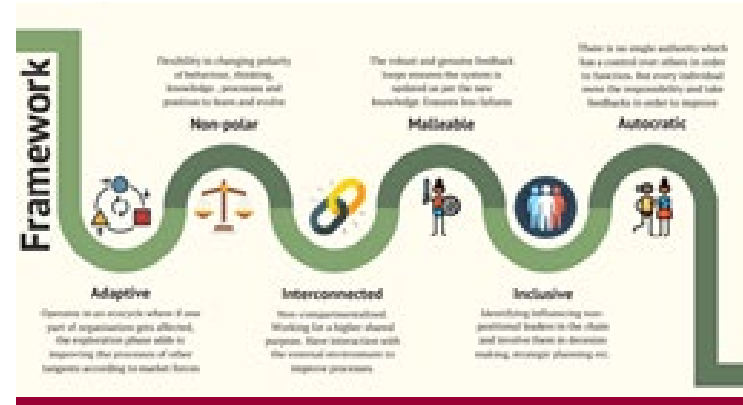 Framework
Flexibility in changing polarity
of behaviour, thinking,
knowledge , processes and
position to learn and evolve
Non-polar
The robust and genuine feedback
loops ensures the system is
updated as per the new
knowledge. Ensures less failures
Malleable
There is no single authority which
has a control over others in order
to function. But every individual
owns the responsibility and take
feedbacks in order to improve
Autocratic
Adaptive
Operates in an ecocycle where if one
part of organisation gets affected,
the exploration phase adds to
improving the processes of other
tangents according to market forces
Interconnected
Non-compartmentalised.
Working for a higher shared
purpose. Have interaction with
the external environment to
improve processes.
Inclusive
Identifying influencing non-
positional leaders in the chain
and involve them in decision
making, strategic planning etc.